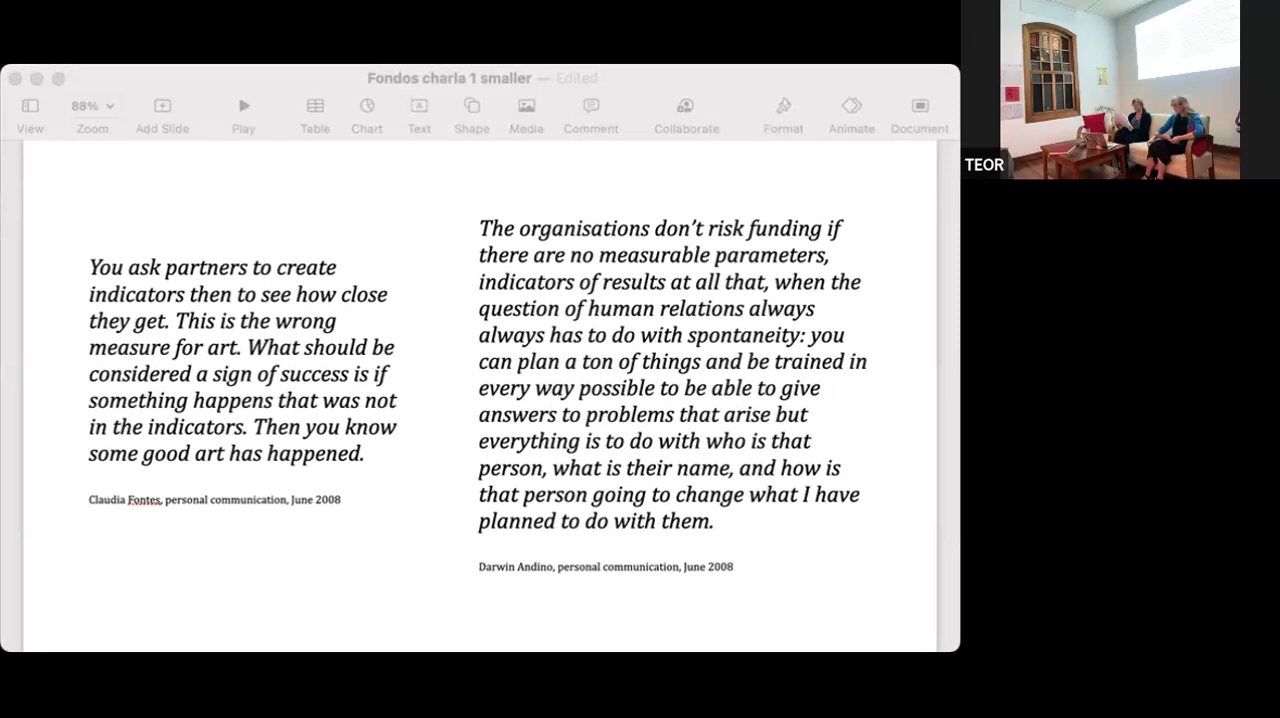 Fondos charla 1 smaller — Edited
88%
View
Zoom
Add Slide
Play
Table
Chart
Text
Shape
Media
Comment
Collaborate
Format
Animate
Document
You ask partners to create
indicators then to see how close
they get. This is the wrong
measure for art. What should be
considered a sign of success is if
something happens that was not
in the indicators. Then you know
some good art has happened.
Claudia Fontes, personal communication, June 2008
The organisations don’t risk funding if
there are no measurable parameters,
indicators of results at all that, when the
question of human relations always
always has to do with spontaneity: you
can plan a ton of things and be trained in
every way possible to be able to give
answers to problems that arise but
everything is to do with who is that
person, what is their name, and how is
that person going to change what I have
planned to do with them.
Darwin Andino, personal communication, June 2008
TEOR